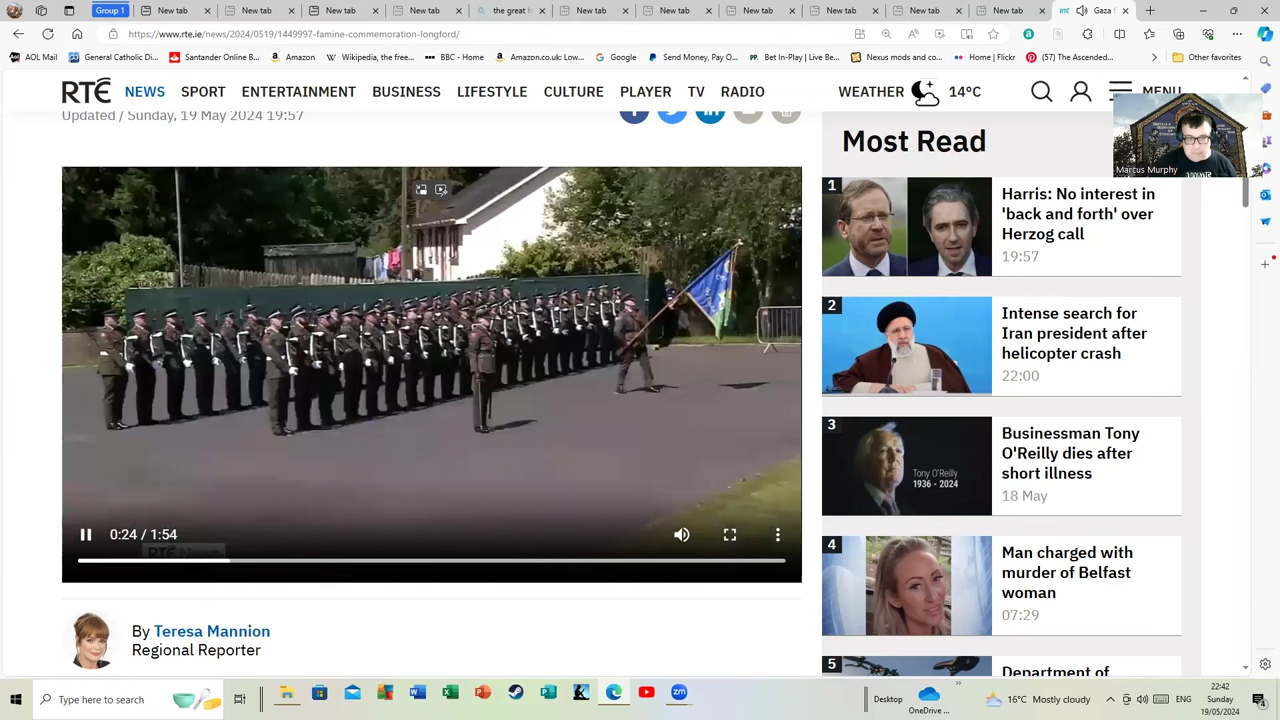 Group 1
New tab
New tab
New tab
New tab
the great h
New tab
New tab
New tab
New tab
New tab
Gaza
https://www.rte.ie/news/2024/0519/1449997-famine-commemoration-longford/
AOL Mail
General Catholic Di...
Santander Online B...
Amazon
Wikipedia, the free...
BBC - Home
Amazon.co.uk: Low...
Google
Send Money, Pay O...
Bet In-Play | Live Be...
Nexus mods and co...
Home | Flickr
(57) The Ascended...
Other favorites
RTÉ NEWS SPORT ENTERTAINMENT BUSINESS LIFESTYLE CULTURE PLAYER TV RADIO WEATHER 14°C MENU
Updated / Sunday, 19 May 2024 19:57
Most Read
Marcus Murphy
1
Harris: No interest in
'back and forth' over
Herzog call
19:57
2
Intense search for
Iran president after
helicopter crash
22:00
3
Tony O'Reilly
1936 - 2024
Businessman Tony
O'Reilly dies after
short illness
18 May
4
Man charged with
murder of Belfast
woman
07:29
5
Department of
0:24 / 1:54
RTÉ News
By Teresa Mannion
Regional Reporter
Type here to search
Desktop
OneDrive ...
16°C Mostly cloudy
ENG
22:42
Sunday
19/05/2024
4